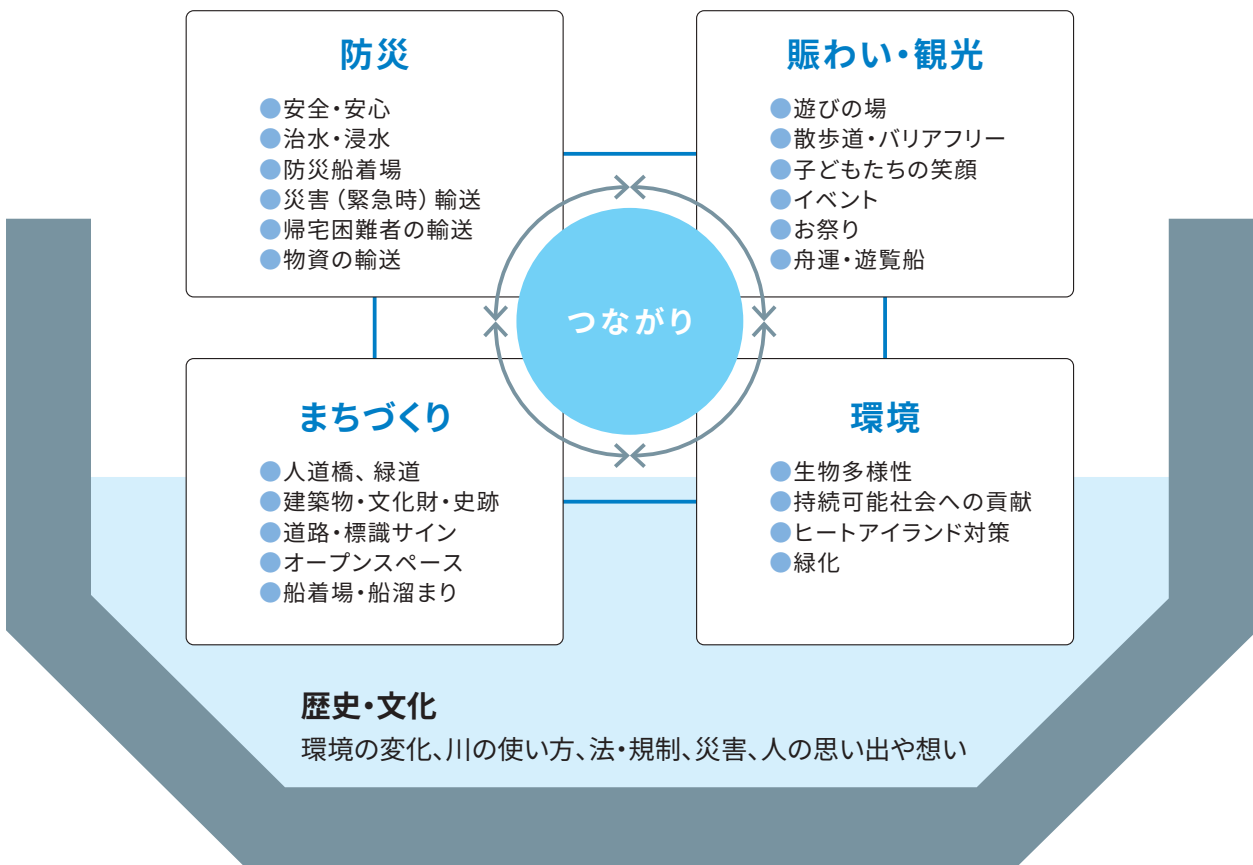 防災
●安全・安心
●治水・浸水
●防災船着場
●災害（緊急時）輸送
●帰宅困難者の輸送
●物資の輸送
賑わい・観光
●遊びの場
●散歩道・バリアフリー
●子どもたちの笑顔
●イベント
●お祭り
●舟運・遊覧船
つながり
まちづくり
●人道橋、緑道
●建築物・文化財・史跡
●道路・標識サイン
●オープンスペース
●船着場・船溜まり
環境
●生物多様性
●持続可能社会への貢献
●ヒートアイランド対策
●緑化
歴史・文化
環境の変化、川の使い方、法・規制、災害、人の思い出や想い